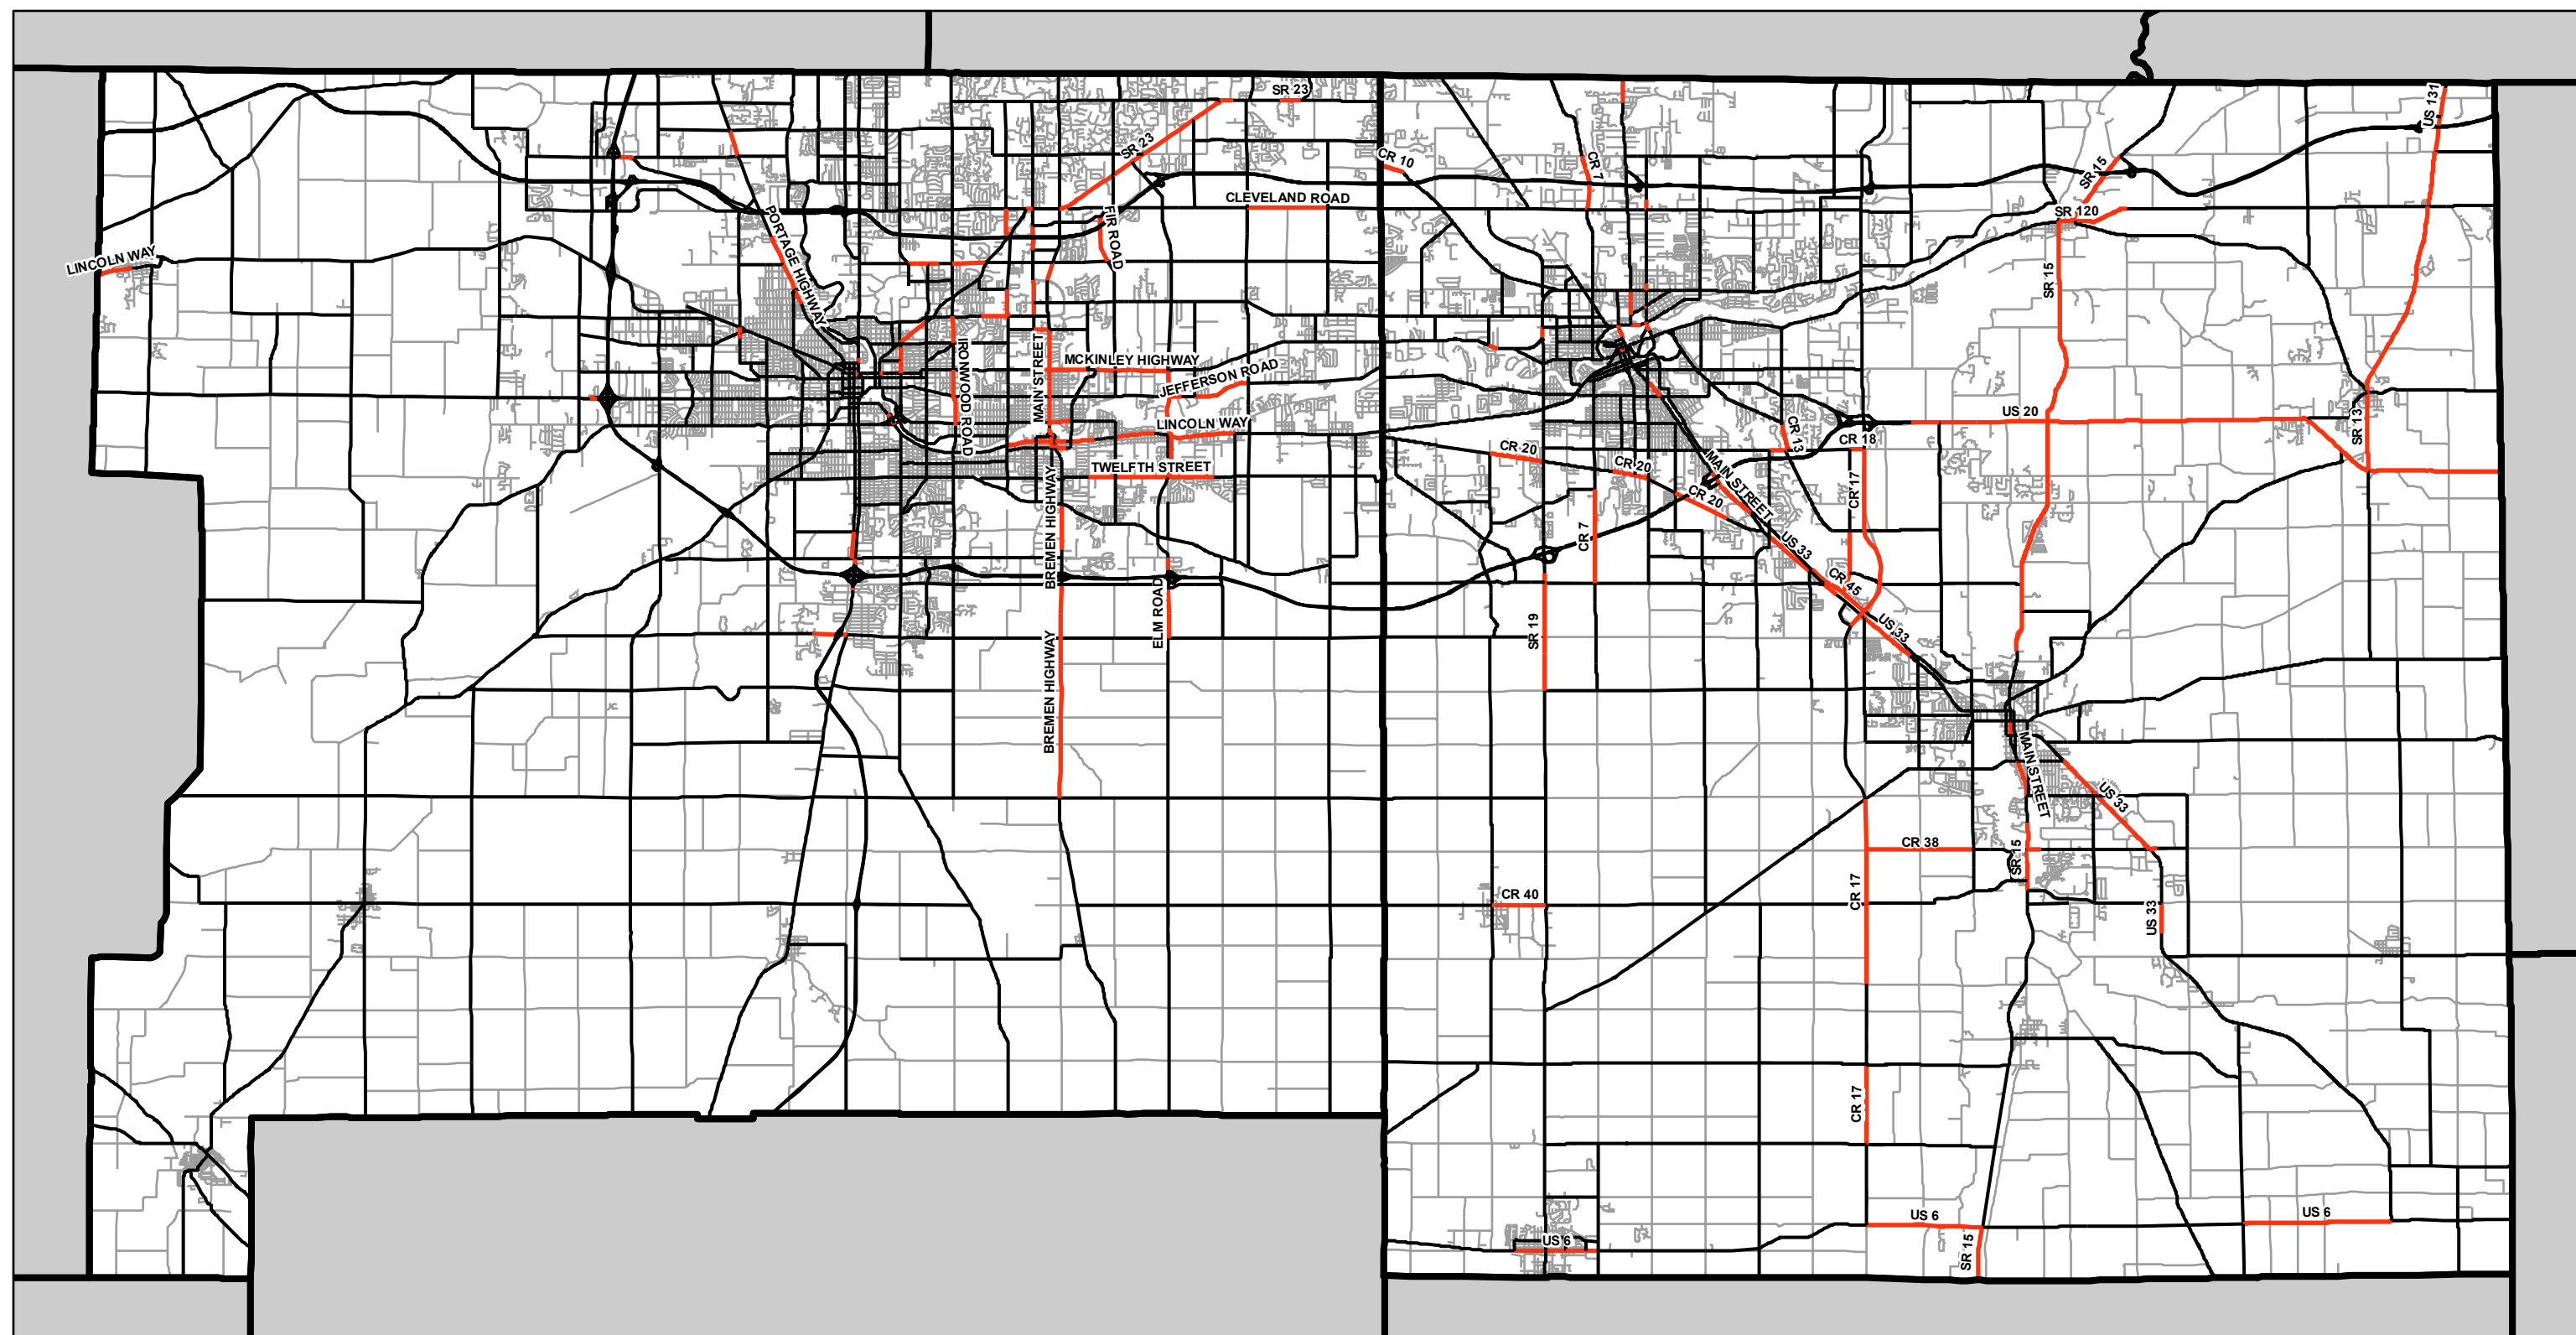 SR 23
US 131
SR 23
CR 10
CR 7
SR 15
CLEVELAND ROAD
SR 120
PORTAGE HIGHWAY
FIR ROAD
LINCOLN WAY
SR 15
MCKINLEY HIGHWAY
JEFFERSON ROAD
IRONWOOD ROAD
MAIN STREET
LINCOLN WAY
US 20
SR 13
CR 13
CR 18
CR 20
CR 20
CR 20
TWELFTH STREET
MAIN STREET
CR 17
BREMEN HIGHWAY
CR 7
US 33
CR 45
ELM ROAD
SR 19
US 33
BREMEN HIGHWAY
MAIN STREET
US 33
CR 38
SR 15
CR 40
CR 17
US 33
CR 17
US 6
US 6
US 6
SR 15